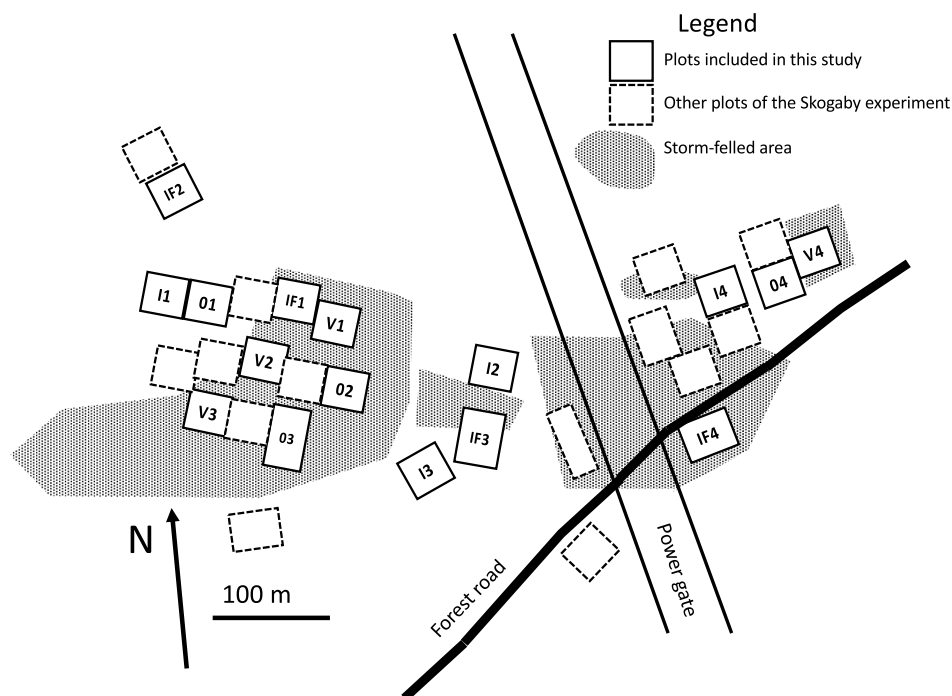 Legend
Plots included in this study
Other plots of the Skogaby experiment
Storm-felled area
IF2
V4
I4
04
I1
01
IF1
V1
I2
V2
02
V3
03
IF3
IF4
I3
N
100 m
Forest road
Power gate